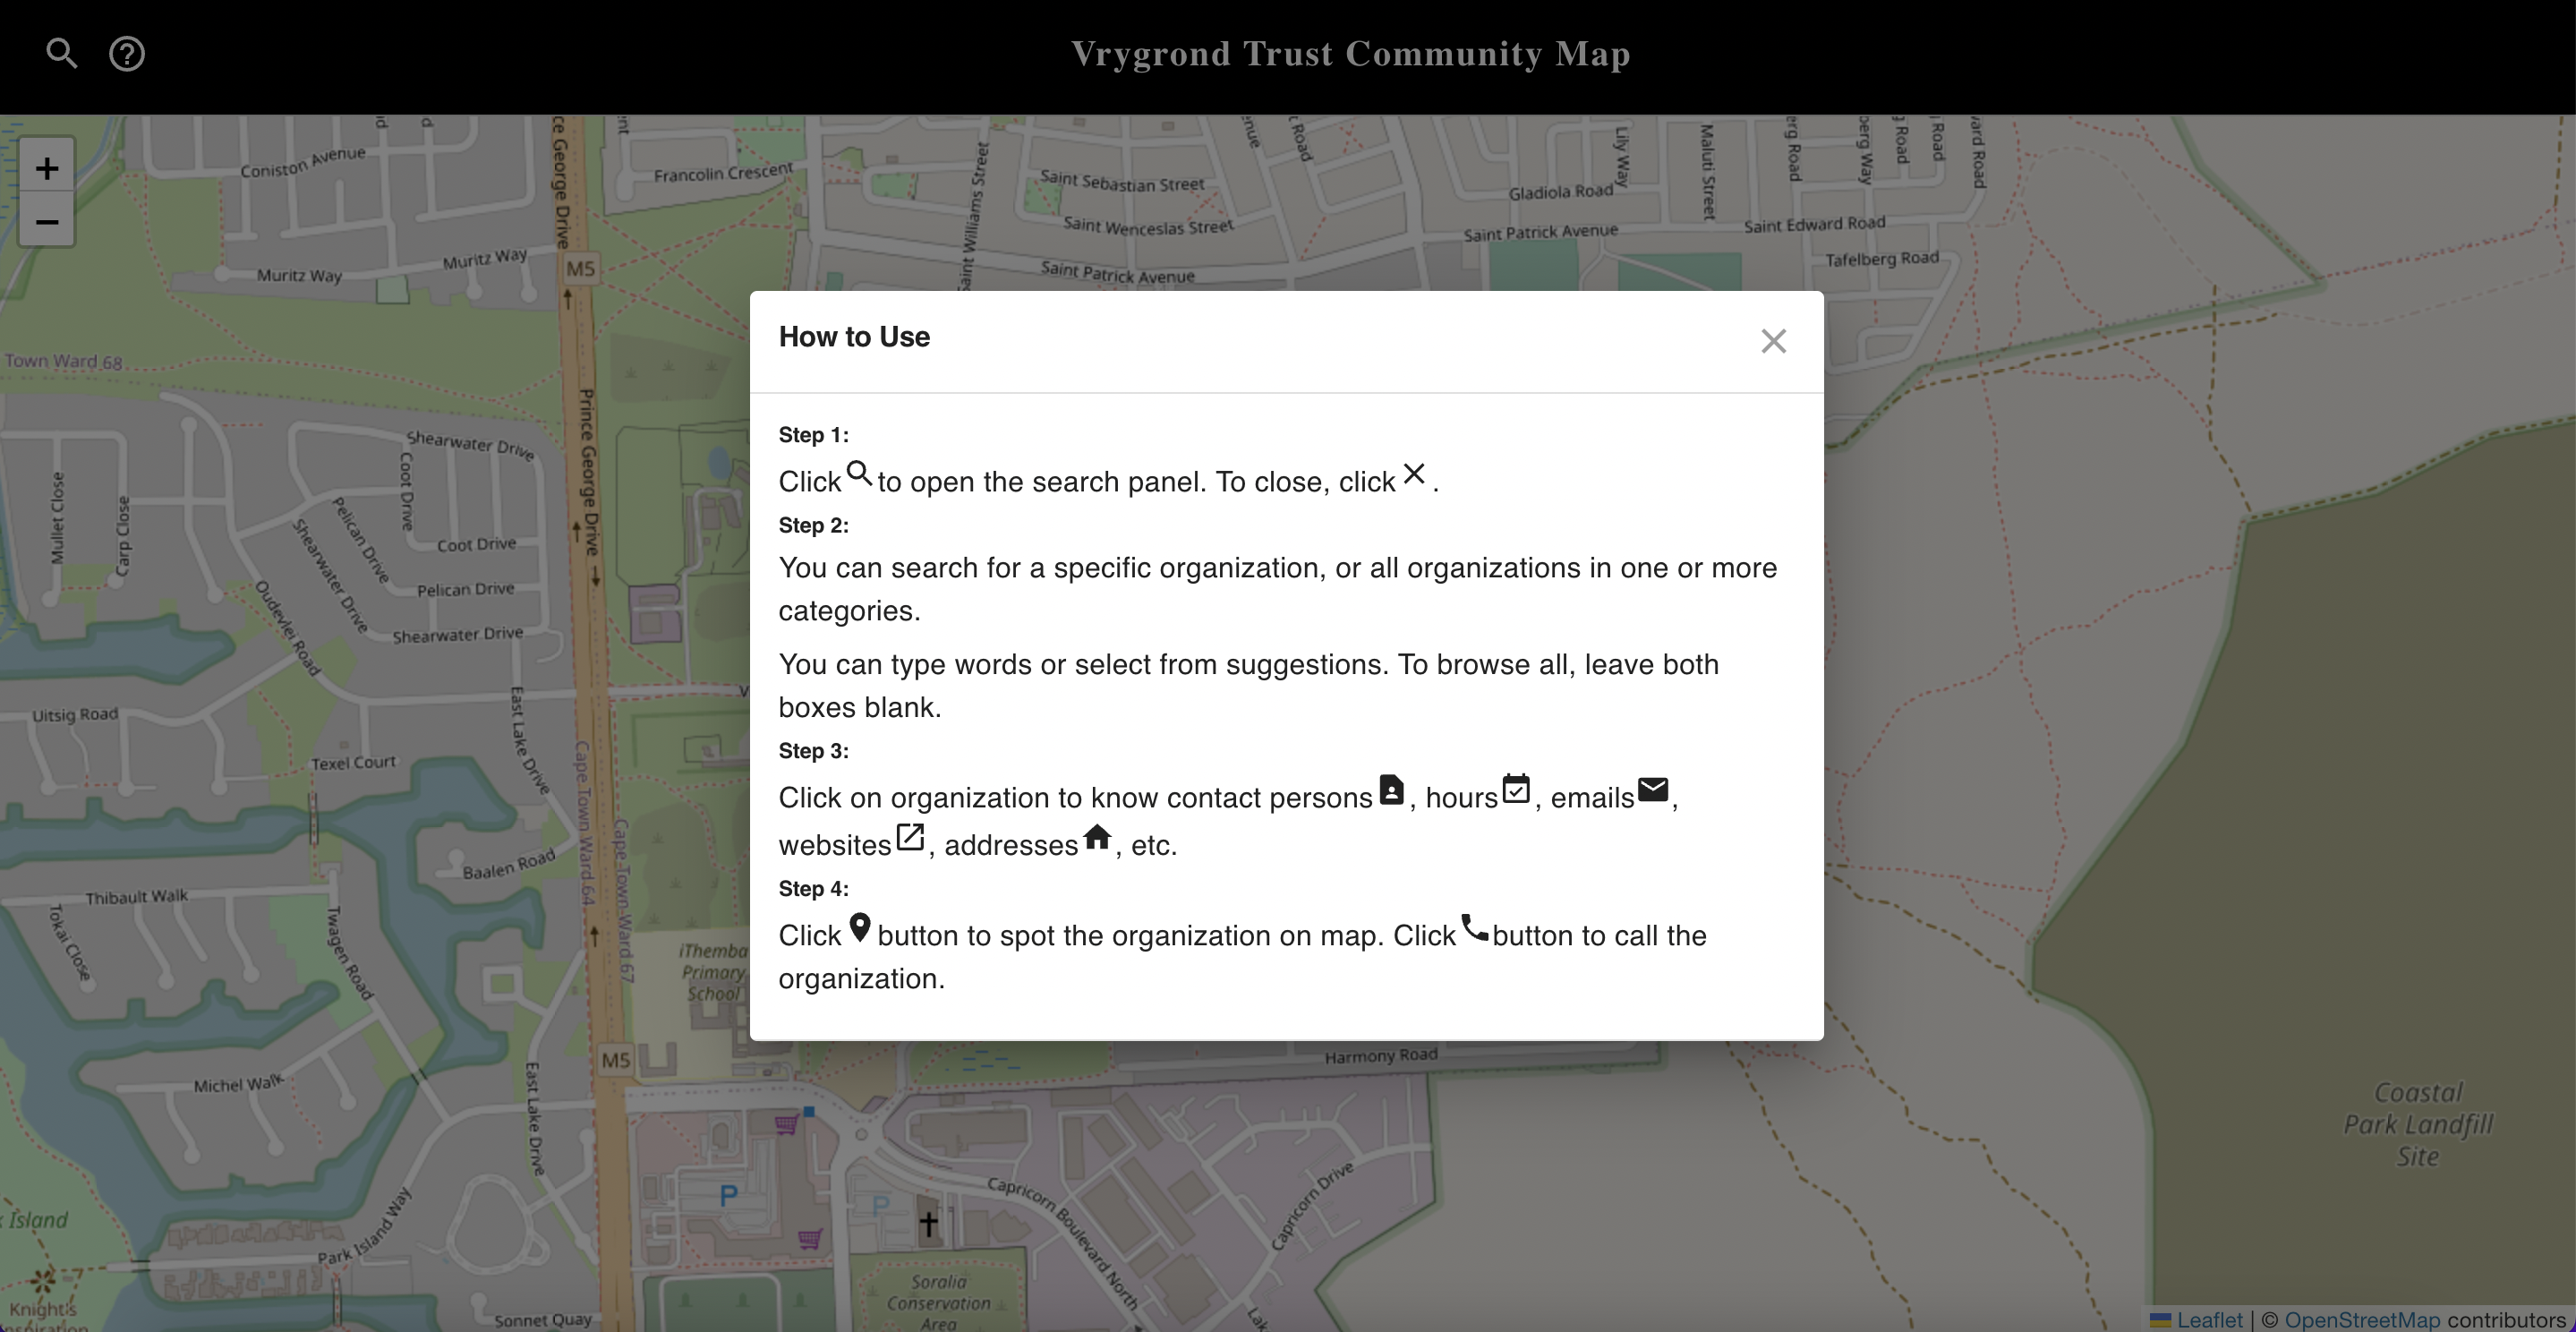 Vrygrond Trust Community Map
+
−
How to Use
Step 1:
Click to open the search panel. To close, click .
Step 2:
You can search for a specific organization, or all organizations in one or more
categories.
You can type words or select from suggestions. To browse all, leave both
boxes blank.
Step 3:
Click on organization to know contact persons , hours , emails ,
websites , addresses , etc.
Step 4:
Click button to spot the organization on map. Click button to call the
organization.
Coniston Avenue
Francolin Crescent
Saint Williams Street
Saint Sebastian Street
Saint Wenceslas Street
Saint Patrick Avenue
Gladiola Road
Lily Way
Maluti Street
Saint Patrick Avenue
Saint Edward Road
Tafelberg Road
Muritz Way
Muritz Way
M5
Town Ward 68
Prince George Drive
Shearwater Drive
Coot Drive
Mullet Close
Carp Close
Pelican Drive
Shearwater Drive
Coot Drive
Pelican Drive
Shearwater Drive
Oudevlei Road
Uitsig Road
East Lake Drive
Texel Court
Cape Town Ward 64
Cape Town Ward 67
Baalen Road
Thibault Walk
Tokai Close
Twagen Road
iThemba
Primary
School
M5
Harmony Road
Michel Walk
East Lake Drive
Coastal
Park Landfill
Site
P
P
Capricorn Boulevard North
Capricorn Drive
Park Island Way
Island
Knight's
Sonnet Quay
Soralia
Conservation
Area
Leaflet | © OpenStreetMap contributors